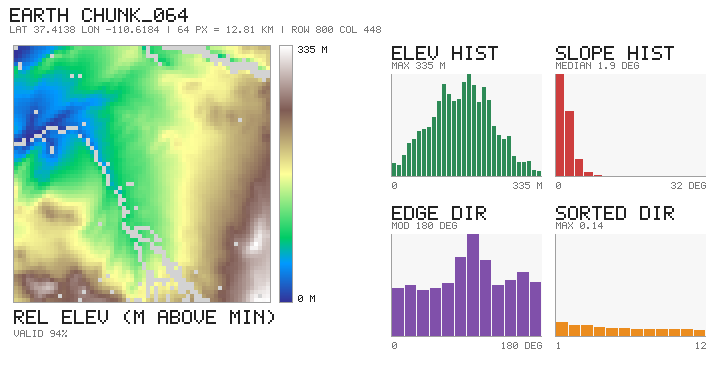 EARTH CHUNK_064
LAT 37.4138 LON -110.6184 | 64 PX = 12.81 KM | ROW 800 COL 448
335 M
0 M
REL ELEV (M ABOVE MIN)
VALID 94%
ELEV HIST
MAX 335 M
0 335 M
SLOPE HIST
MEDIAN 1.9 DEG
0 32 DEG
EDGE DIR
MOD 180 DEG
0 180 DEG
SORTED DIR
MAX 0.14
1 12